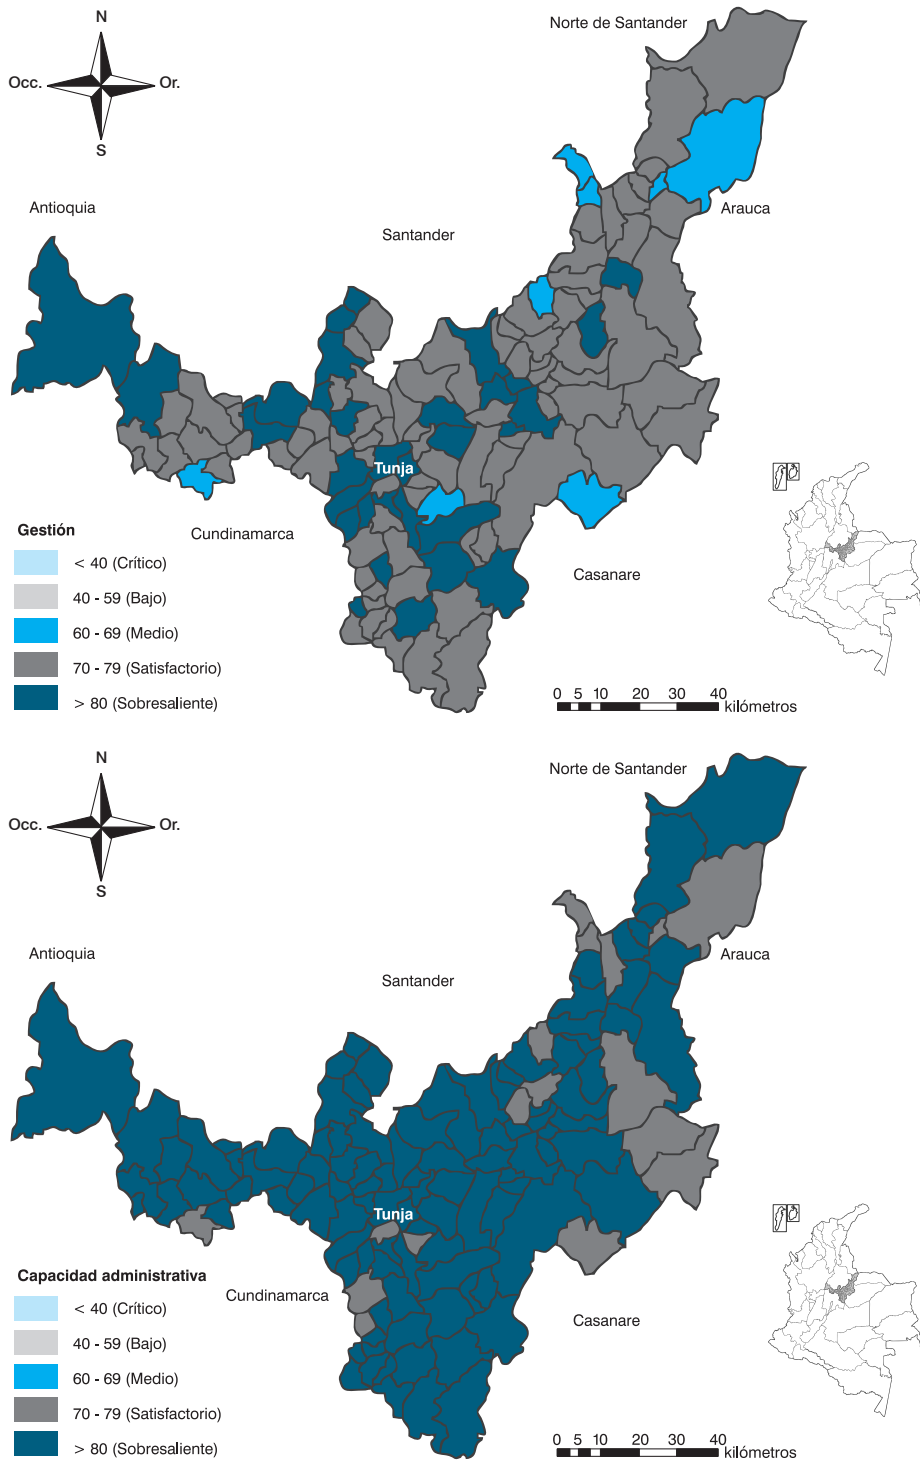 Norte de Santander
N
Occ.
Or.
S
Antioquia
Santander
Arauca
Tunja
Cundinamarca
Casanare
Gestión
< 40 (Crítico)
40 - 59 (Bajo)
60 - 69 (Medio)
70 - 79 (Satisfactorio)
> 80 (Sobresaliente)
0 5 10 20 30 40
kilómetros
Norte de Santander
N
Occ.
Or.
S
Antioquia
Santander
Arauca
Tunja
Cundinamarca
Casanare
Capacidad administrativa
< 40 (Crítico)
40 - 59 (Bajo)
60 - 69 (Medio)
70 - 79 (Satisfactorio)
> 80 (Sobresaliente)
0 5 10 20 30 40
kilómetros